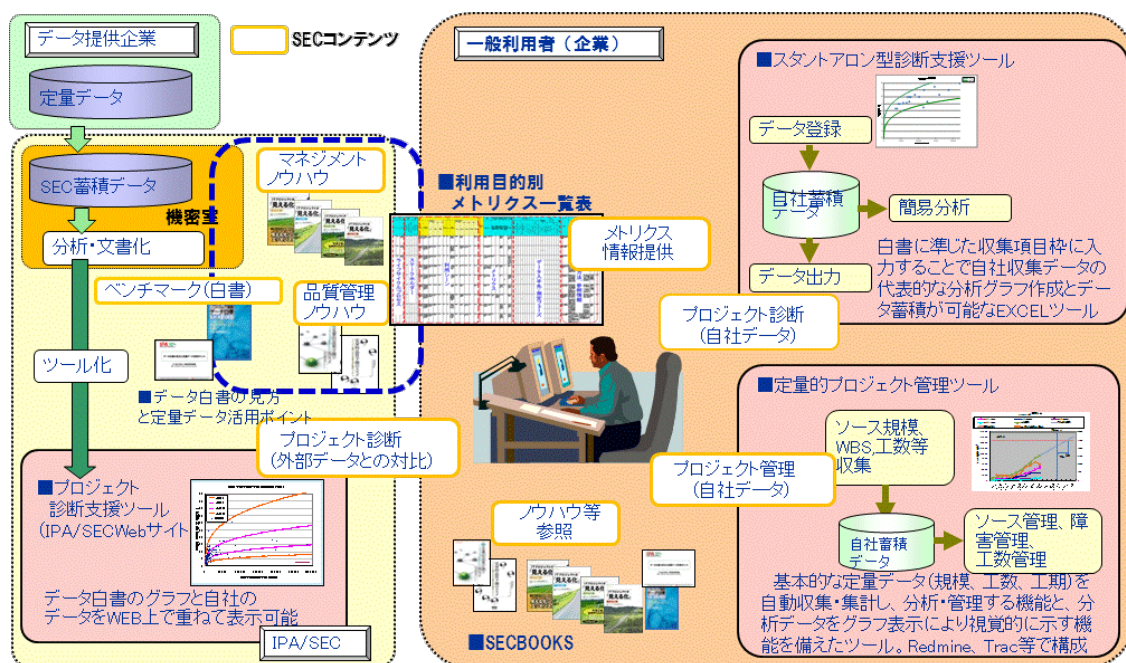 データ提供企業
SECコンテンツ
定量データ
SEC蓄積データ
機密室
分析・文書化
マネジメント
ノウハウ
ベンチマーク(白書)
品質管理
ノウハウ
ツール化
■データ白書の見方
と定量データ活用ポイント
プロジェクト診断
(外部データとの対比)
■プロジェクト
診断支援ツール
(IPA/SECWebサイト
データ白書のグラフと自社の
データをWEB上で重ねて表示可能
IPA/SEC
一般利用者（企業）
■利用目的別
メトリクス一覧表
メトリクス
情報提供
プロジェクト診断
(自社データ)
プロジェクト管理
(自社データ)
ノウハウ等
参照
■SECBOOKS
■スタントアロン型診断支援ツール
データ登録
自社蓄積
データ
簡易分析
データ出力
白書に準じた収集項目枠に入
力することで自社収集データの
代表的な分析グラフ作成とデー
タ蓄積が可能なEXCELツール
■定量的プロジェクト管理ツール
ソース規模、
WBS,工数等
収集
自社蓄積
データ
ソース管理、障
害管理、
工数管理
基本的な定量データ(規模、工数、工期)を
自動収集・集計し、分析・管理する機能と、分
析データをグラフ表示により視覚的に示す機
能を備えたツール。Redmine、Trac等で構成